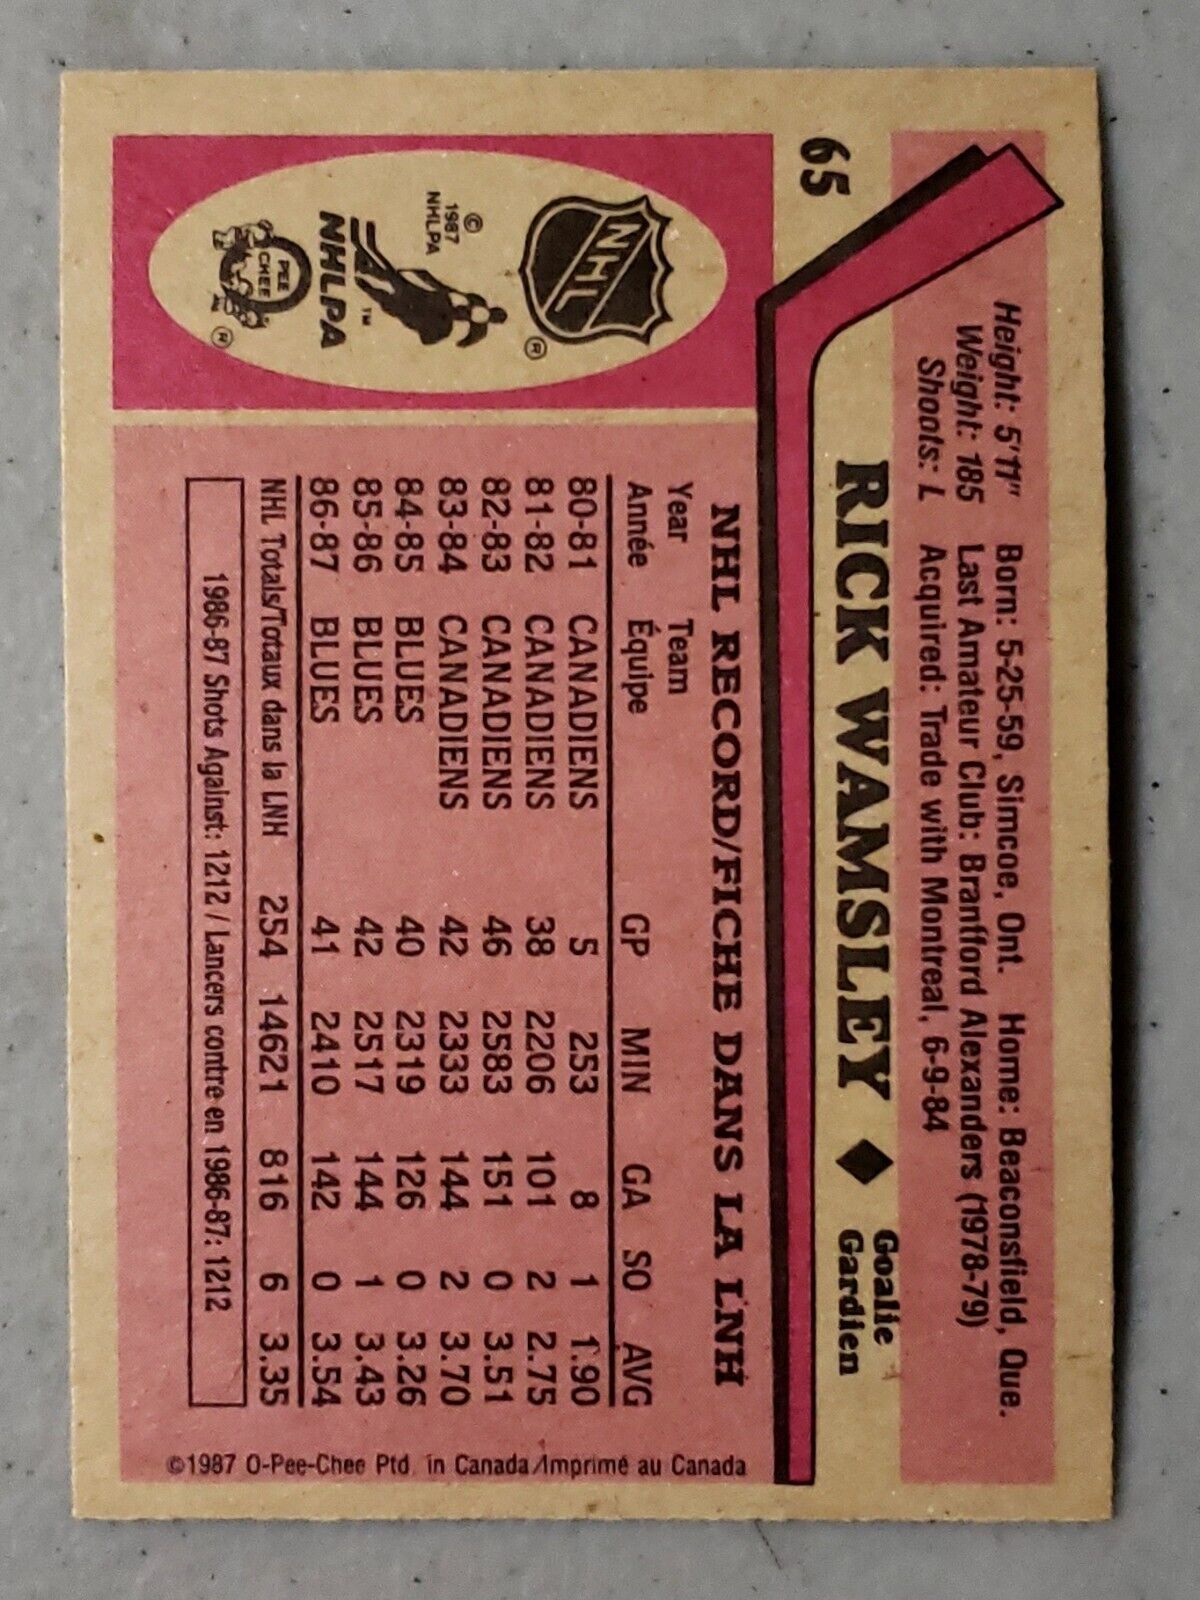 65
RICK WAMSLEY ◆ Goalie
Gardien
Height: 5'11" Born: 5-25-59, Simcoe, Ont. Home: Beaconsfield, Que.
Weight: 185 Last Amateur Club: Brantford Alexanders (1978-79)
Shoots: L Acquired: Trade with Montreal, 6-9-84
NHL RECORD/FICHE DANS LA LNH
Year Team
Année Équipe GP MIN GA SO AVG
80-81 CANADIENS 5 253 8 1 1.90
81-82 CANADIENS 38 2206 101 2 2.75
82-83 CANADIENS 46 2583 151 0 3.51
83-84 CANADIENS 42 2333 144 2 3.70
84-85 BLUES 40 2319 126 0 3.26
85-86 BLUES 42 2517 144 1 3.43
86-87 BLUES 41 2410 142 0 3.54
NHL Totals/Totaux dans la LNH 254 14621 816 6 3.35
1986-87 Shots Against: 1212 / Lancers contre en 1986-87: 1212
©1987 O-Pee-Chee Ptd. in Canada/Imprimé au Canada
NHL
®
©
1987
NHLPA
TM
NHLPA
O
PEE
CHEE
®